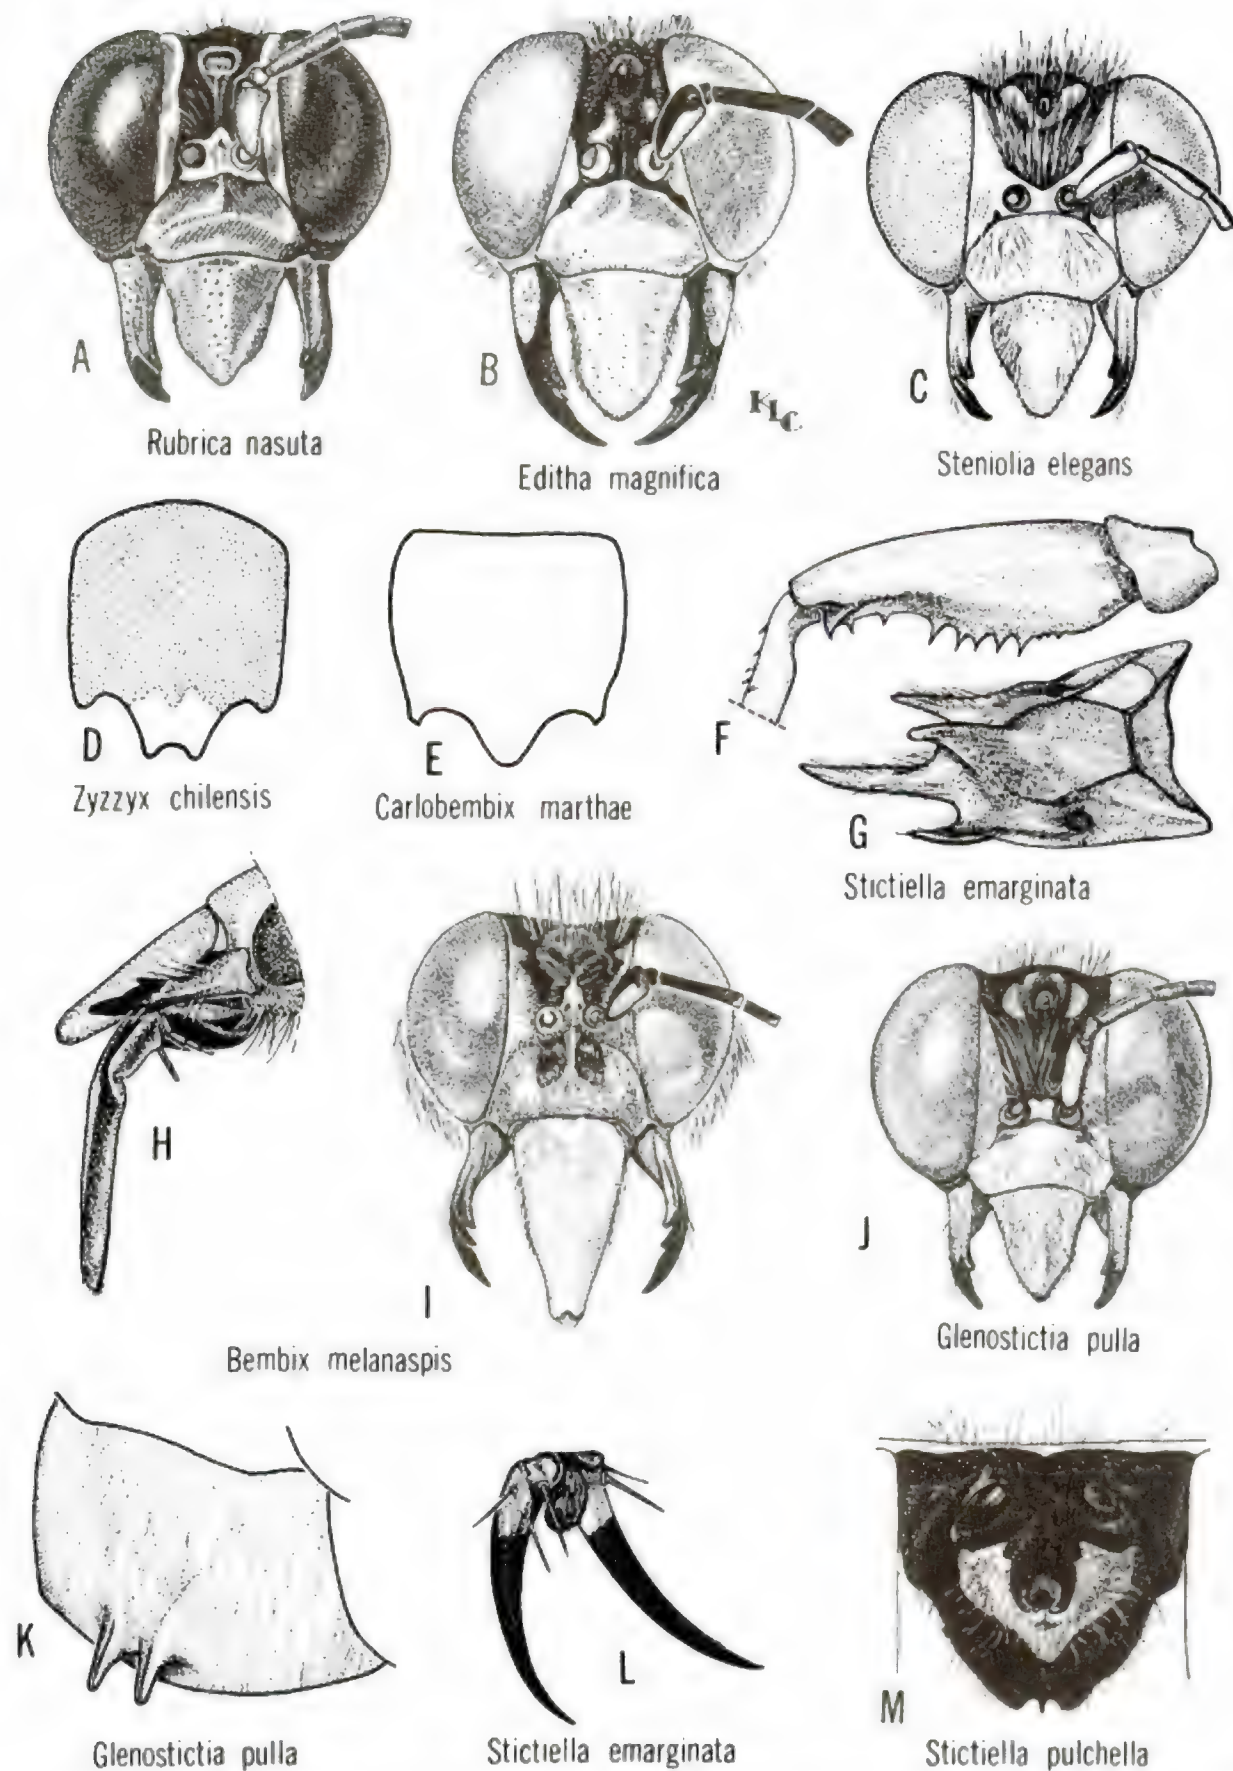 A
Rubrica nasuta
B
KLC
Editha magnifica
C
Steniolia elegans
D
Zyzzyx chilensis
E
Carlobembix marthae
F
G
Stictiella emarginata
H
I
Bembix melanaspis
J
Glenostictia pulla
K
Glenostictia pulla
L
Stictiella emarginata
M
Stictiella pulchella